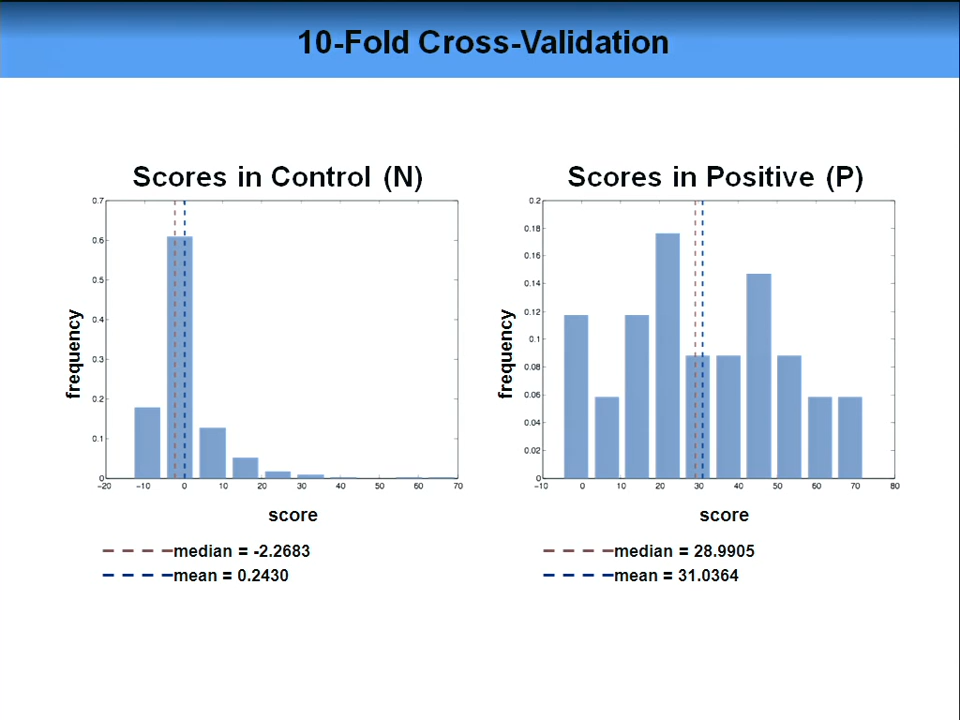 10-Fold Cross-Validation
Scores in Control (N)
0.7
0.6
0.5
0.4
0.3
0.2
0.1
0
frequency
-20 -10 0 10 20 30 40 50 60 70
score
median = -2.2683
mean = 0.2430
Scores in Positive (P)
0.2
0.18
0.16
0.14
0.12
0.1
0.08
0.06
0.04
0.02
0
frequency
-10 0 10 20 30 40 50 60 70 80
score
median = 28.9905
mean = 31.0364